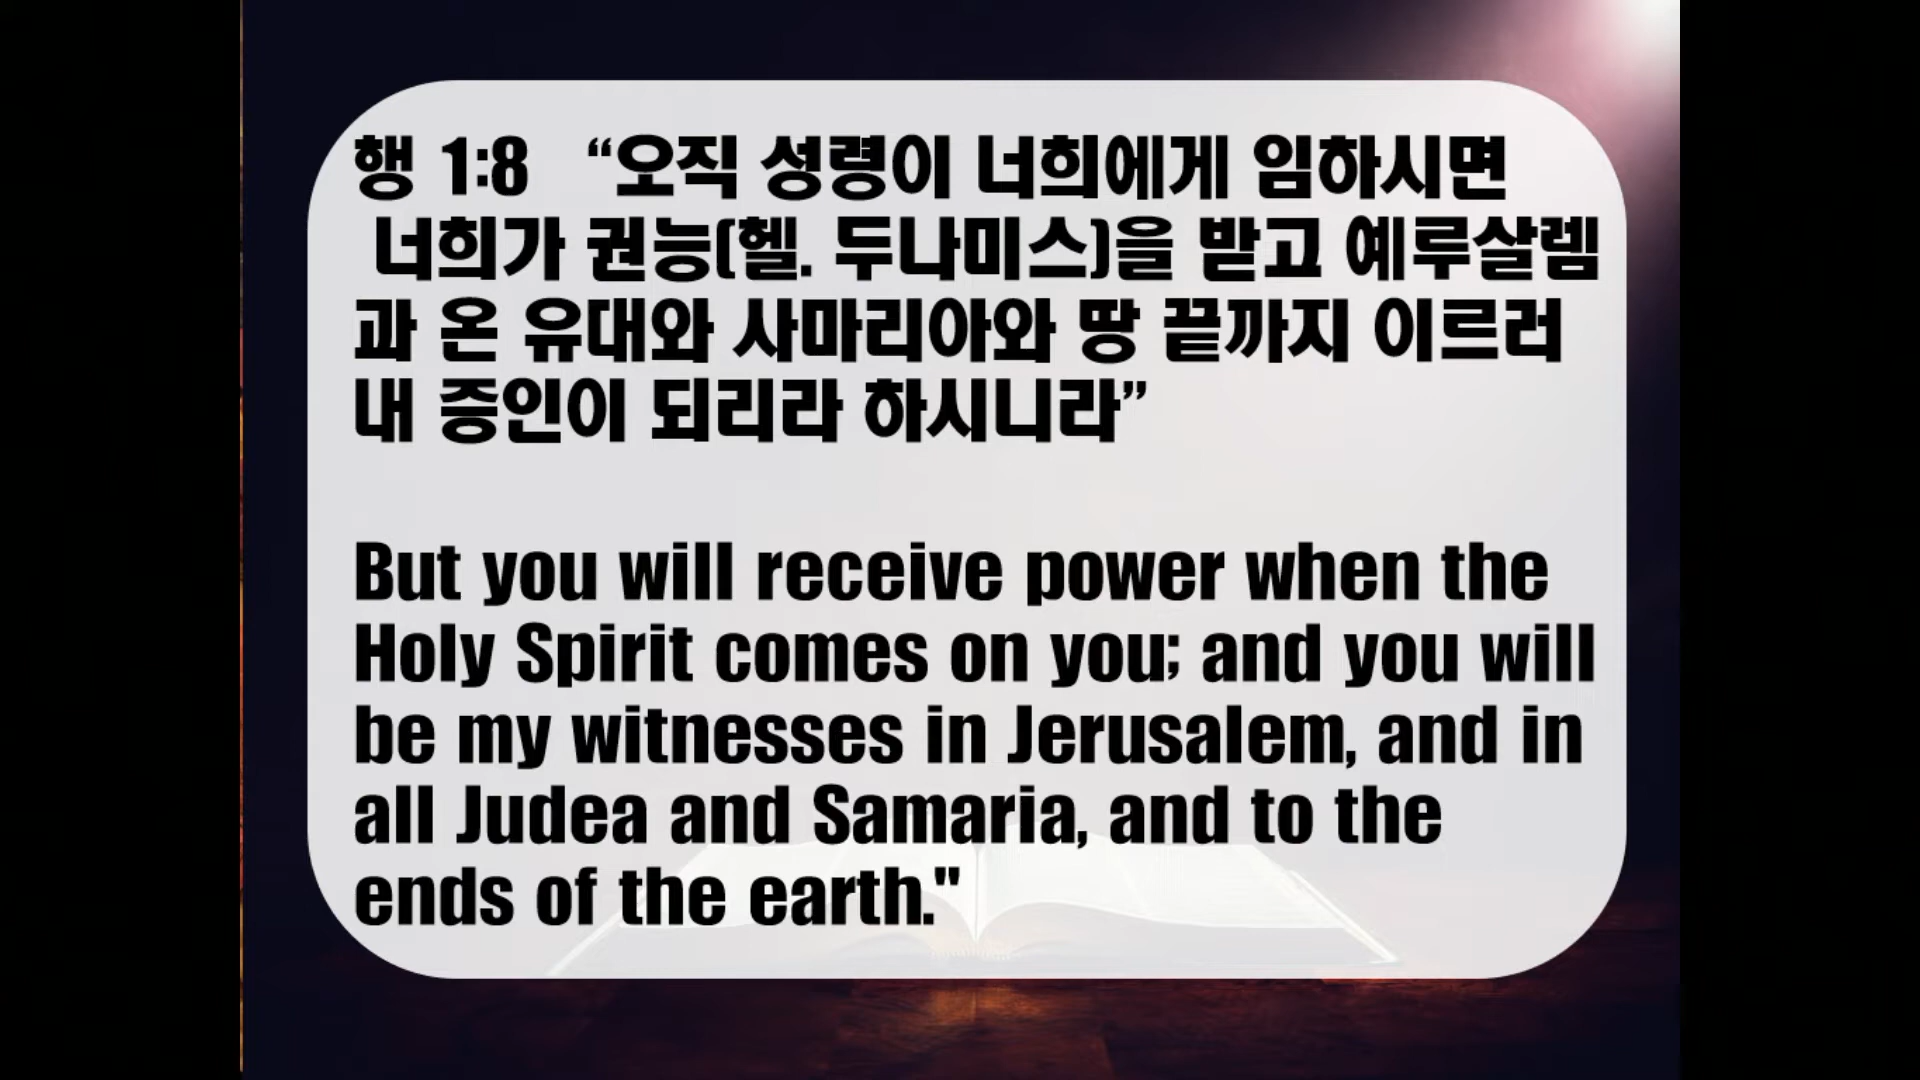 행 1:8 “오직 성령이 너희에게 임하시면
너희가 권능(헬. 두나미스)을 받고 예루살렘
과 온 유대와 사마리아와 땅 끝까지 이르러
내 증인이 되리라 하시니라”
But you will receive power when the
Holy Spirit comes on you; and you will
be my witnesses in Jerusalem, and in
all Judea and Samaria, and to the
ends of the earth."